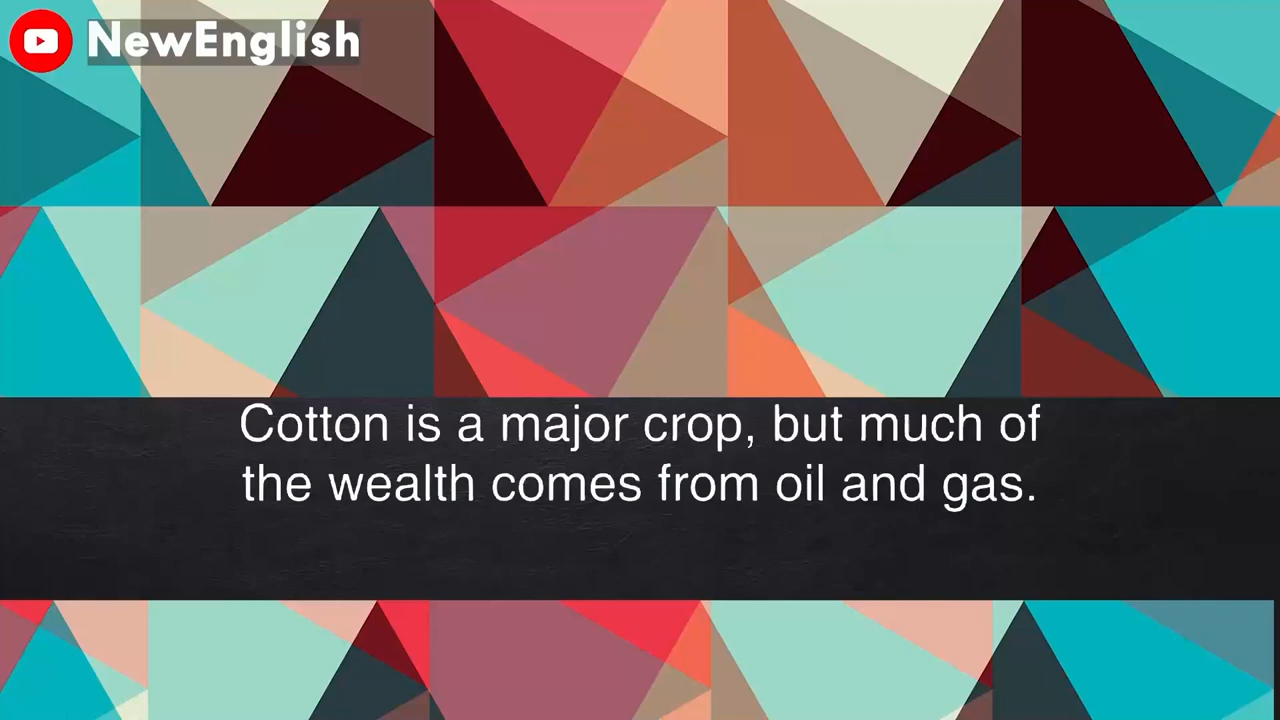 NewEnglish
Cotton is a major crop, but much of
the wealth comes from oil and gas.